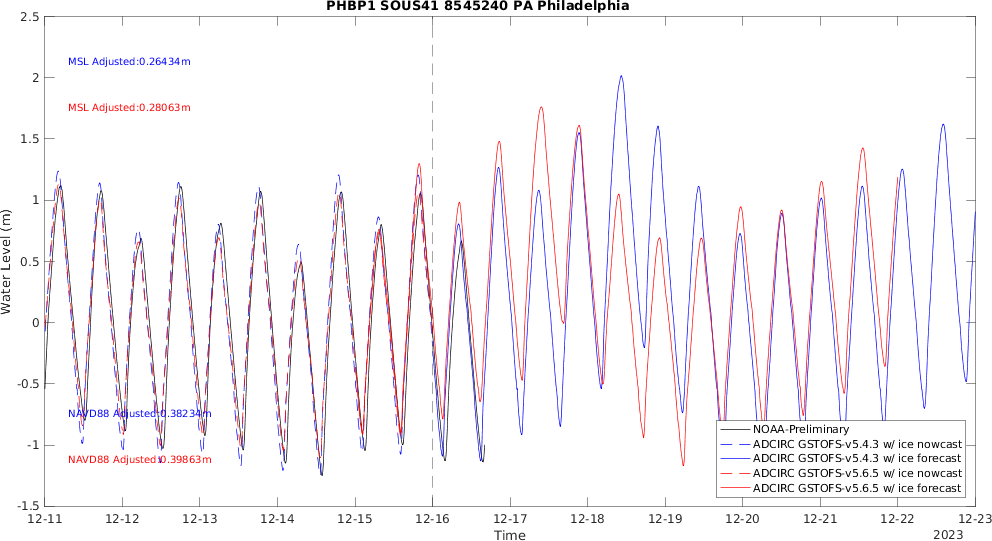 PHBP1 SOUS41 8545240 PA Philadelphia
2.5
2
1.5
1
0.5
0
-0.5
-1
-1.5
Water Level (m)
MSL Adjusted:0.26434m
MSL Adjusted:0.28063m
NAVD88 Adjusted:0.38234m
NAVD88 Adjusted:0.39863m
NOAA-Preliminary
ADCIRC GSTOFS-v5.4.3 w/ ice nowcast
ADCIRC GSTOFS-v5.4.3 w/ ice forecast
ADCIRC GSTOFS-v5.6.5 w/ ice nowcast
ADCIRC GSTOFS-v5.6.5 w/ ice forecast
12-11 12-12 12-13 12-14 12-15 12-16 12-17 12-18 12-19 12-20 12-21 12-22 12-23
Time
2023